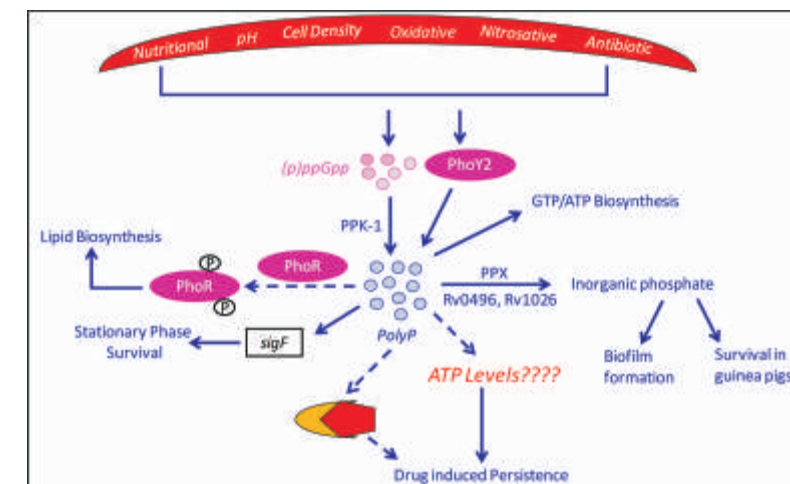 Nutritional pH Cell Density Oxidative Nitrosative Antibiotic
(p)ppGpp
PhoY2
GTP/ATP Biosynthesis
PPK-1
Lipid Biosynthesis
P
PhoR
PhoR
P
PPX
Rv0496, Rv1026
Inorganic phosphate
Stationary Phase
Survival
sigF
PolyP
ATP Levels????
Biofilm
formation
Survival in
guinea pigs
Drug induced Persistence